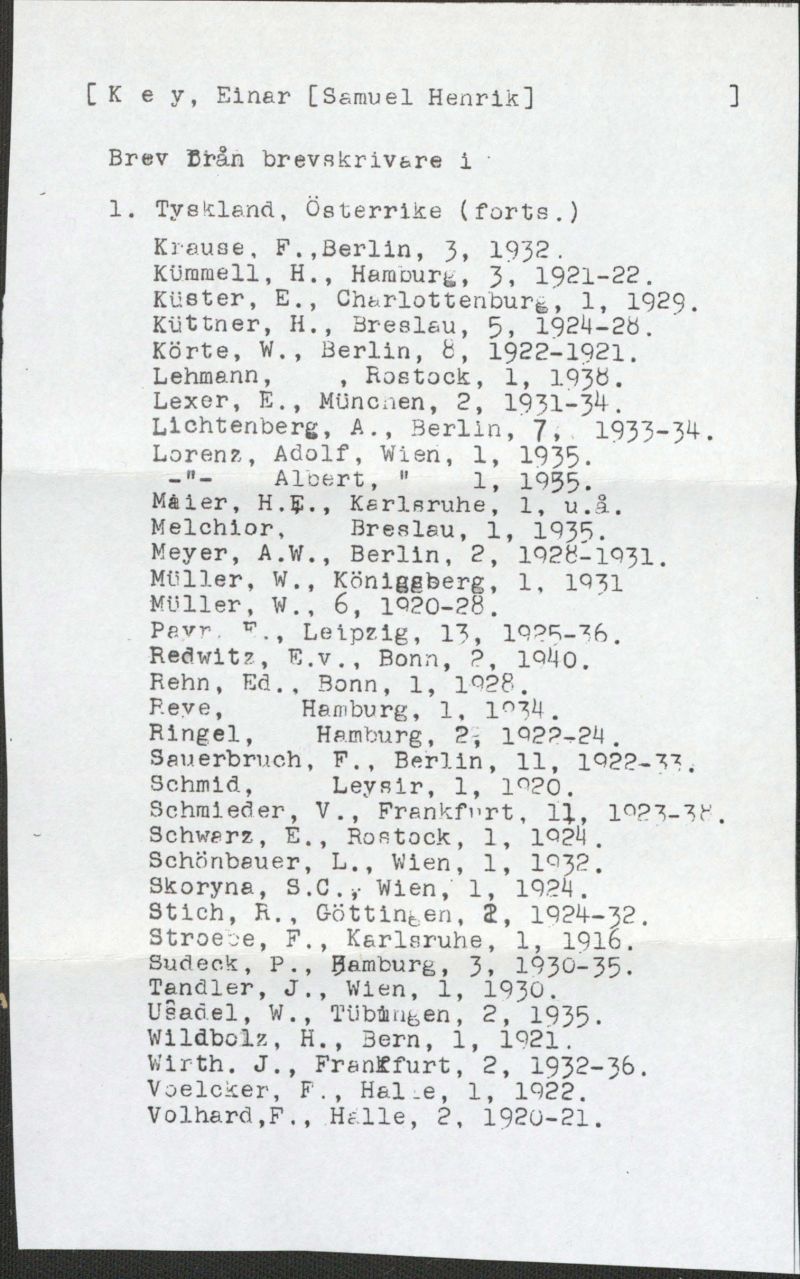 [ K e y, Einar [Samuel Henrik] ]
Brev från brevskrivare i
1. Tyskland, Österrike (forts.)
Krause, F.,Berlin, 3, 1932.
Kümmell, H., Hamburg, 3, 1921-22.
Küster, E., Charlottenburg, 1, 1929.
Küttner, H., Breslau, 5, 1924-28.
Körte, W., Berlin, 8, 1922-1921.
Lehmann, , Rostock, 1, 1938.
Lexer, E., München, 2, 1931-34.
Lichtenberg, A., Berlin, 7, 1933-34.
Lorenz, Adolf, Wien, 1, 1935.
-"- Albert, " 1, 1935.
Maier, H.E., Karlsruhe, 1, u.å.
Melchior, Breslau, 1, 1935.
Meyer, A.W., Berlin, 2, 1928-1931.
Müller, W., Königgberg, 1, 1931
Müller, W., 6, 1920-28.
Payr, E., Leipzig, 13, 1925-36.
Redwitz, E.v., Bonn, 2, 1940.
Rehn, Ed., Bonn, 1, 1928.
Reye, Hamburg, 1, 1934.
Ringel, Hamburg, 2, 1922-24.
Sauerbruch, F., Berlin, 11, 1922-33.
Schmid, Leysir, 1, 1920.
Schmieder, V., Frankfurt, 11, 1923-38.
Schwarz, E., Rostock, 1, 1924.
Schönbauer, L., Wien, 1, 1932.
Skoryna, S.C., Wien, 1, 1924.
Stich, R., Göttingen, 2, 1924-32.
Stroebe, F., Karlsruhe, 1, 1916.
Sudeck, P., Hamburg, 3, 1930-35.
Tandler, J., Wien, 1, 1930.
Usadel, W., Tübingen, 2, 1935.
Wildbolz, H., Bern, 1, 1921.
Wirth. J., Frankfurt, 2, 1932-36.
Voelcker, F., Halle, 1, 1922.
Volhard,F., Halle, 2, 1920-21.